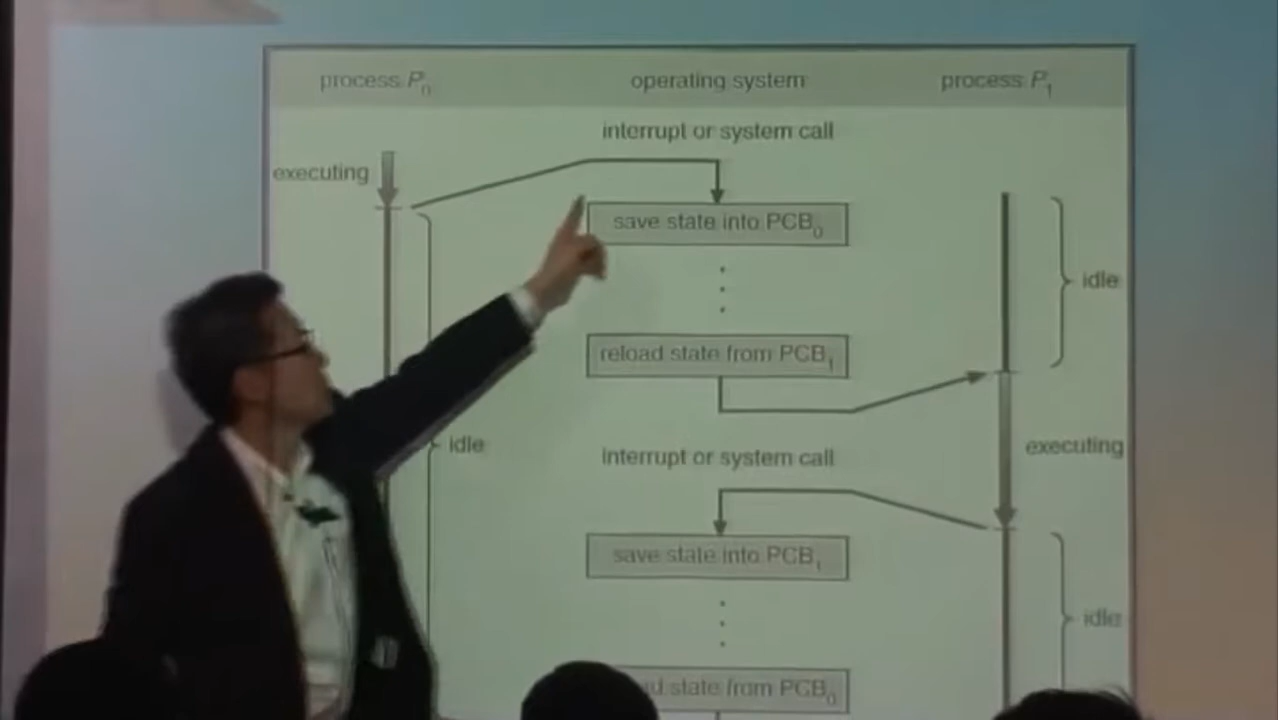 process P0 operating system process P1
interrupt or system call
executing
save state into PCB0
idle
reload state from PCB1
idle
interrupt or system call
executing
save state into PCB1
idle
state from PCB0